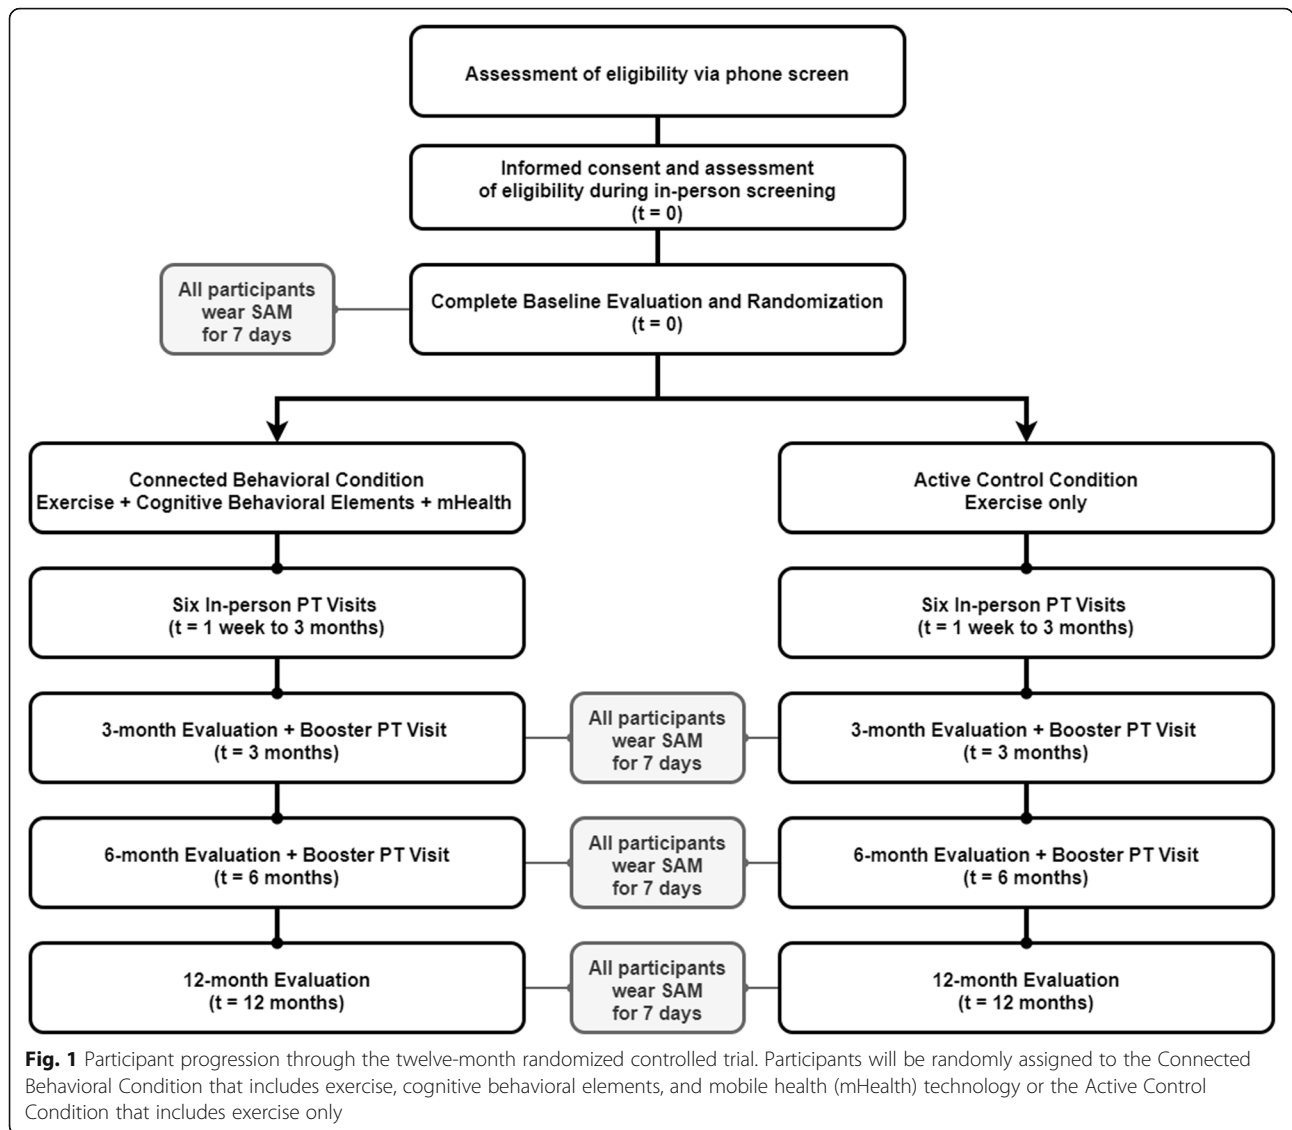 Assessment of eligibility via phone screen
Informed consent and assessment
of eligibility during in-person screening
(t = 0)
All participants
wear SAM
for 7 days
Complete Baseline Evaluation and Randomization
(t = 0)
Connected Behavioral Condition
Exercise + Cognitive Behavioral Elements + mHealth
Active Control Condition
Exercise only
Six In-person PT Visits
(t = 1 week to 3 months)
Six In-person PT Visits
(t = 1 week to 3 months)
3-month Evaluation + Booster PT Visit
(t = 3 months)
All participants
wear SAM
for 7 days
3-month Evaluation + Booster PT Visit
(t = 3 months)
6-month Evaluation + Booster PT Visit
(t = 6 months)
All participants
wear SAM
for 7 days
6-month Evaluation + Booster PT Visit
(t = 6 months)
12-month Evaluation
(t = 12 months)
All participants
wear SAM
for 7 days
12-month Evaluation
(t = 12 months)
Fig. 1 Participant progression through the twelve-month randomized controlled trial. Participants will be randomly assigned to the Connected
Behavioral Condition that includes exercise, cognitive behavioral elements, and mobile health (mHealth) technology or the Active Control
Condition that includes exercise only